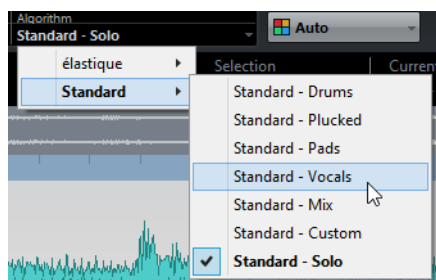 Algorithm
Standard - Solo
Auto
élastique
Selection
Curren
Standard
Standard - Drums
Standard - Plucked
Standard - Pads
Standard - Vocals
Standard - Mix
Standard - Custom
Standard - Solo